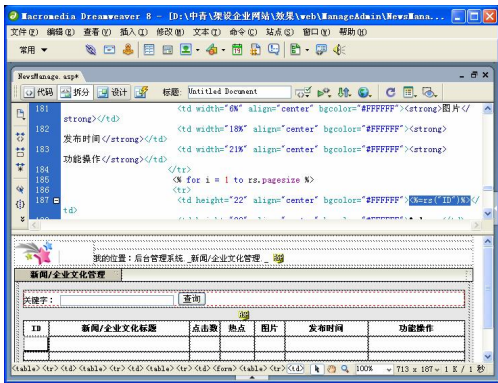 Macromedia Dreamweaver 8 - [D:\中青\架设企业网站\效果\web\ManageAdmin\NewsMana...
文件(F) 编辑(E) 查看(V) 插入(I) 修改(M) 文本(T) 命令(C) 站点(S) 窗口(W) 帮助(H)
常用
NewsManage.asp*
代码 拆分 设计 标题: Untitled Document
181 <td width="6%" align="center" bgcolor="#FFFFFF"><strong>图片</
strong></td>
182 <td width="18%" align="center" bgcolor="#FFFFFF"><strong>
发布时间</strong></td>
183 <td width="21%" align="center" bgcolor="#FFFFFF"><strong>
功能操作</strong></td>
184 </tr>
185 <% for i = 1 to rs.pagesize %>
186 <tr>
187 <td height="22" align="center" bgcolor="#FFFFFF"><%=rs("ID")%></
td>
我的位置：后台管理系统._新闻/企业文化管理._
新闻/企业文化管理
关键字： 查询
ID 新闻/企业文化标题 点击数 热点 图片 发布时间 功能操作
<table><tr><td><table><tr><td><table><tr><td><form><table><tr><td> 100% 713 x 187 1 K / 1 秒